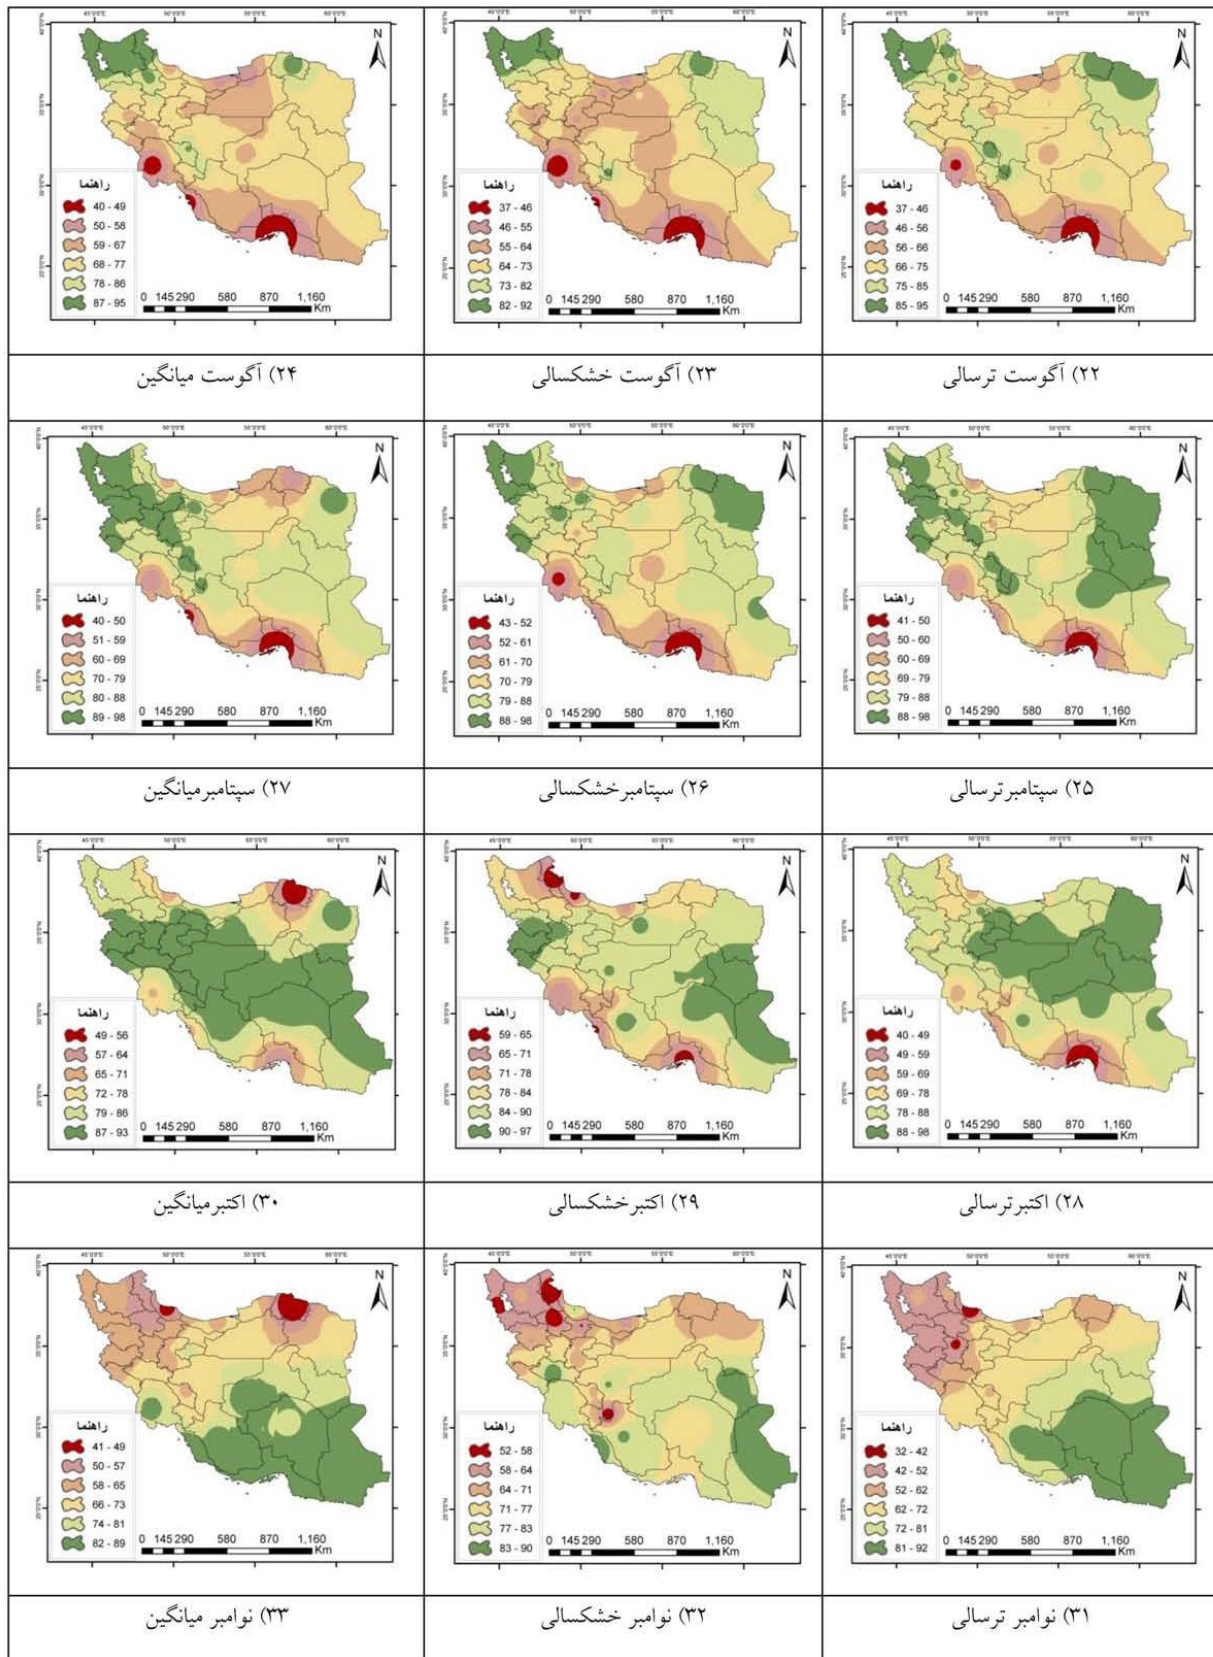 N
راهنما
37 - 46
46 - 56
56 - 66
66 - 75
75 - 85
85 - 95
0 145 290 580 870 1,160
Km
۲۲) آگوست ترسالی
N
راهنما
37 - 46
46 - 55
55 - 64
64 - 73
73 - 82
82 - 92
0 145 290 580 870 1,160
Km
۲۳) آگوست خشکسالی
N
راهنما
40 - 49
50 - 58
59 - 67
68 - 77
78 - 86
87 - 95
0 145 290 580 870 1,160
Km
۲۴) آگوست میانگین
N
راهنما
41 - 50
50 - 60
60 - 69
69 - 79
79 - 88
88 - 98
0 145 290 580 870 1,160
Km
۲۵) سپتامبرترسالی
N
راهنما
43 - 52
52 - 61
61 - 70
70 - 79
79 - 88
88 - 98
0 145 290 580 870 1,160
Km
۲۶) سپتامبرخشکسالی
N
راهنما
40 - 50
51 - 59
60 - 69
70 - 79
80 - 88
89 - 98
0 145 290 580 870 1,160
Km
۲۷) سپتامبرمیانگین
N
راهنما
40 - 49
49 - 59
59 - 69
69 - 78
78 - 88
88 - 98
0 145 290 580 870 1,160
Km
۲۸) اکتبرترسالی
N
راهنما
59 - 65
65 - 71
71 - 78
78 - 84
84 - 90
90 - 97
0 145 290 580 870 1,160
Km
۲۹) اکتبرخشکسالی
N
راهنما
49 - 56
57 - 64
65 - 71
72 - 78
79 - 86
87 - 93
0 145 290 580 870 1,160
Km
۳۰) اکتبرمیانگین
N
راهنما
32 - 42
42 - 52
52 - 62
62 - 72
72 - 81
81 - 92
0 145 290 580 870 1,160
Km
۳۱) نوامبر ترسالی
N
راهنما
52 - 58
58 - 64
64 - 71
71 - 77
77 - 83
83 - 90
0 145 290 580 870 1,160
Km
۳۲) نوامبر خشکسالی
N
راهنما
41 - 49
50 - 57
58 - 65
66 - 73
74 - 81
82 - 89
0 145 290 580 870 1,160
Km
۳۳) نوامبر میانگین